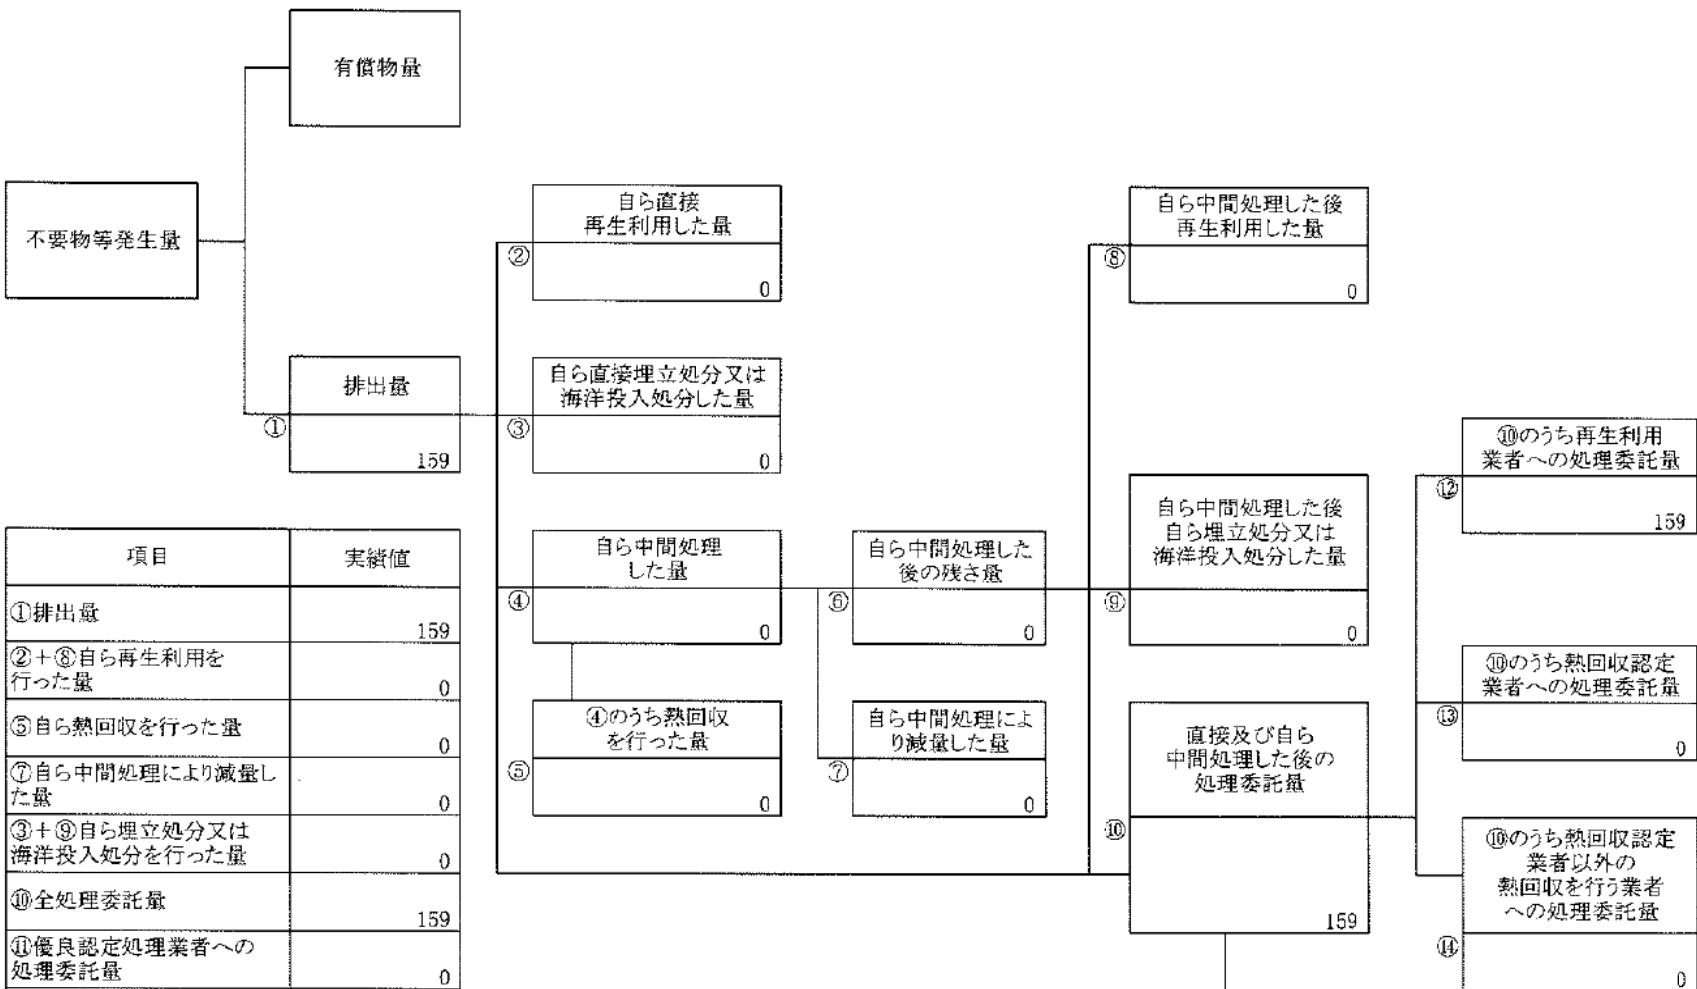 有償物量
不要物等発生量
排出量
①
159
自ら直接
再生利用した量
②
0
自ら直接埋立処分又は
海洋投入処分した量
③
0
自ら中間処理
した量
④
0
④のうち熱回収
を行った量
⑤
0
自ら中間処理した
後の残さ量
⑥
0
自ら中間処理によ
り減量した量
⑦
0
自ら中間処理した後
再生利用した量
⑧
0
自ら中間処理した後
自ら埋立処分又は
海洋投入処分した量
⑨
0
直接及び自ら
中間処理した後の
処理委託量
⑩
159
⑩のうち再生利用
業者への処理委託量
⑫
159
⑩のうち熱回収認定
業者への処理委託量
⑬
0
⑩のうち熱回収認定
業者以外の
熱回収を行う業者
への処理委託量
⑭
0
項目 実績値
①排出量 159
②+⑧自ら再生利用を
行った量 0
⑤自ら熱回収を行った量 0
⑦自ら中間処理により減量し
た量 0
③+⑨自ら埋立処分又は
海洋投入処分を行った量 0
⑩全処理委託量 159
⑪優良認定処理業者への
処理委託量 0